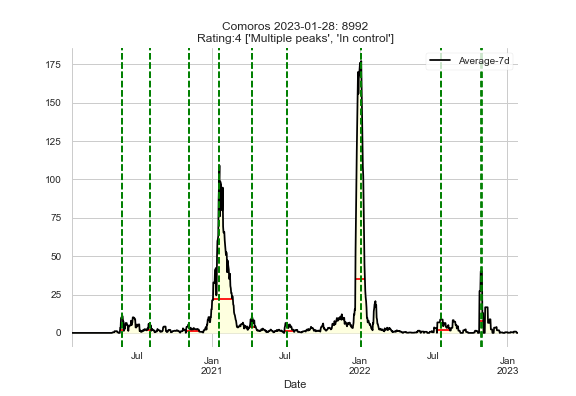 Comoros 2023-01-28: 8992
Rating:4 ['Multiple peaks', 'In control']
Average-7d
175
150
125
100
75
50
25
0
Jul
Jan
2021
Jul
Jan
2022
Jul
Jan
2023
Date